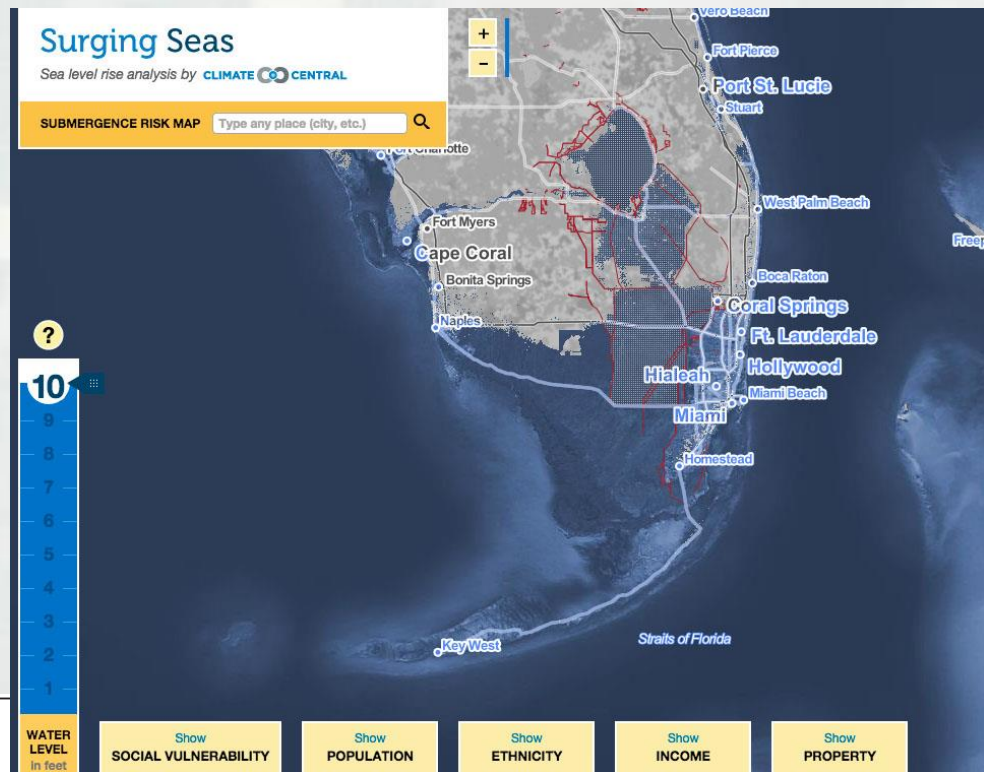 Surging Seas
Sea level rise analysis by CLIMATE CENTRAL
SUBMERGENCE RISK MAP
Type any place (city, etc.)
+
−
Vero Beach
Fort Pierce
Port St. Lucie
Stuart
Port Charlotte
West Palm Beach
Fort Myers
Cape Coral
Freep
Boca Raton
Bonita Springs
Coral Springs
Naples
Ft. Lauderdale
Hollywood
Hialeah
Miami Beach
Miami
Homestead
Straits of Florida
Key West
?
10
9
8
7
6
5
4
3
2
1
WATER
LEVEL
In feet
Show
SOCIAL VULNERABILITY
Show
POPULATION
Show
ETHNICITY
Show
INCOME
Show
PROPERTY